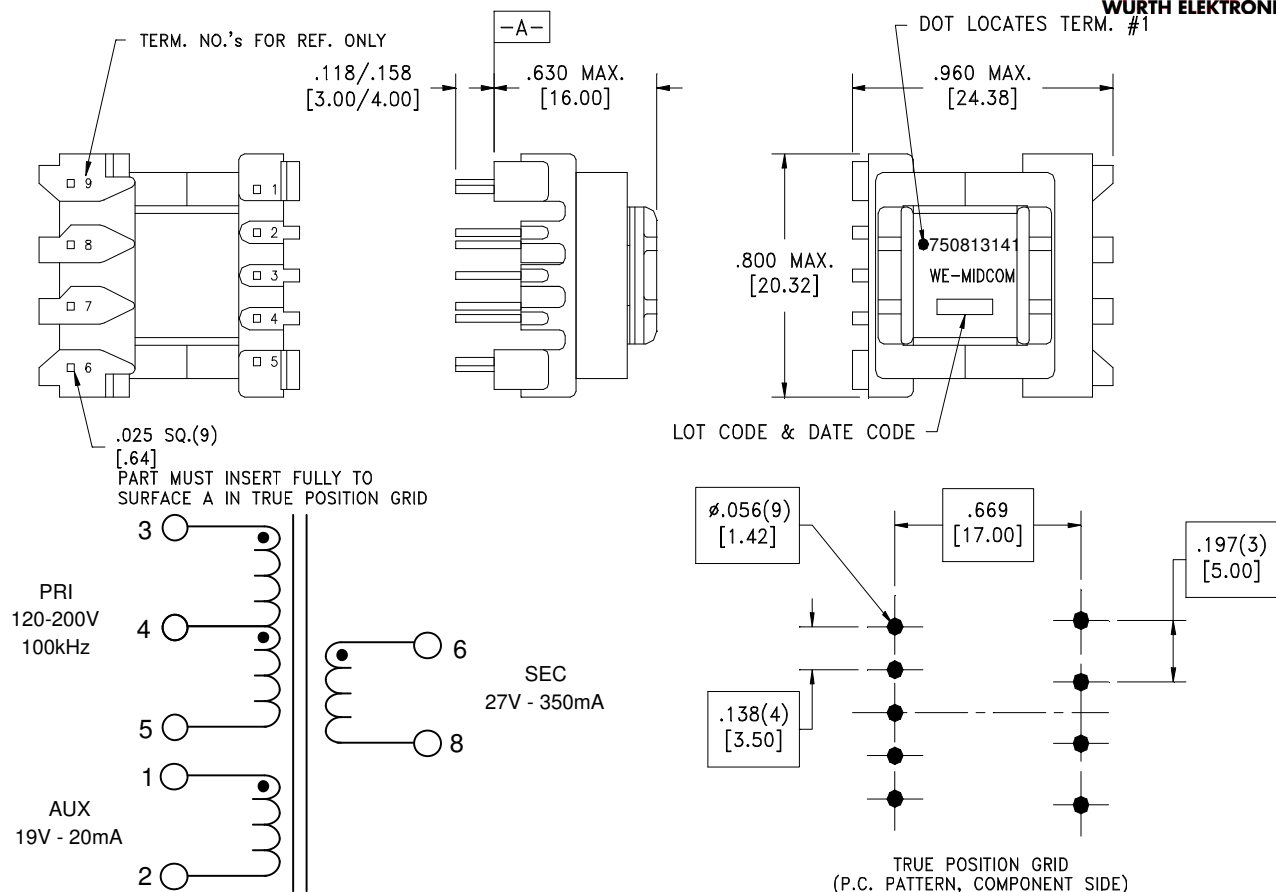 WURTH ELEKTRONI
TERM. NO.'s FOR REF. ONLY
-A-
DOT LOCATES TERM. #1
.118/.158
[3.00/4.00]
.630 MAX.
[16.00]
.960 MAX.
[24.38]
9
8
7
6
1
2
3
4
5
.800 MAX.
[20.32]
750813141
WE-MIDCOM
LOT CODE & DATE CODE
.025 SQ.(9)
[.64]
PART MUST INSERT FULLY TO
SURFACE A IN TRUE POSITION GRID
3
PRI
120-200V
100kHz
4
5
1
AUX
19V - 20mA
2
6
SEC
27V - 350mA
8
ø.056(9)
[1.42]
.669
[17.00]
.197(3)
[5.00]
.138(4)
[3.50]
TRUE POSITION GRID
(P.C. PATTERN, COMPONENT SIDE)